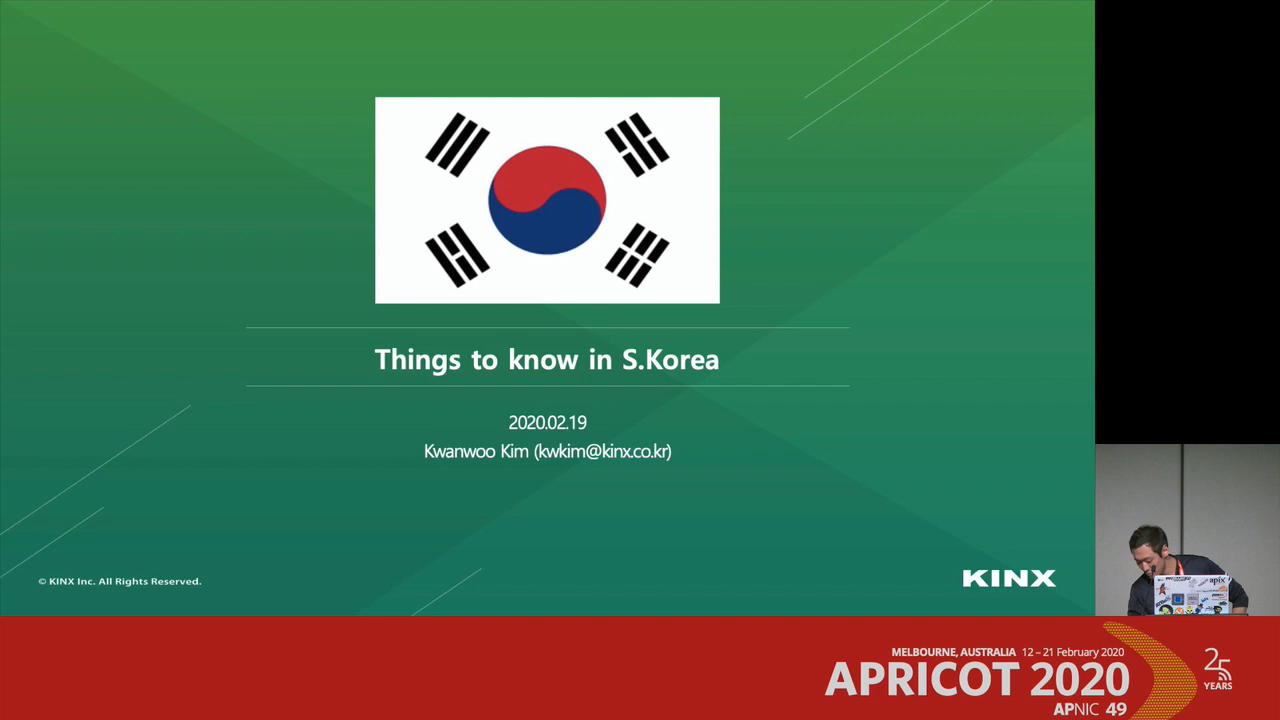 Things to know in S.Korea
2020.02.19
Kwanwoo Kim (kwkim@kinx.co.kr)
© KINX Inc. All Rights Reserved.
KINX
apix
MELBOURNE, AUSTRALIA 12 – 21 February 2020
APRICOT 2020
APNIC 49
25
YEARS